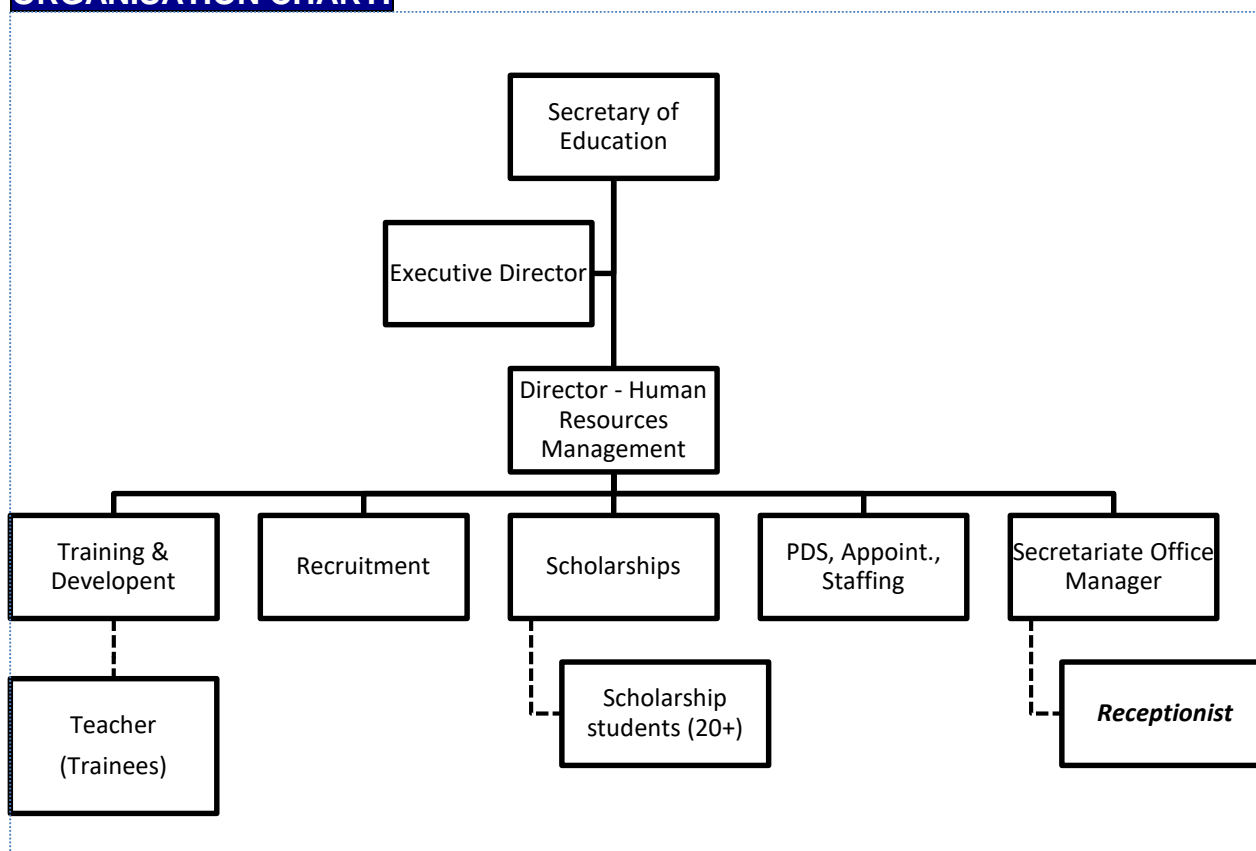 ORGANISATION CHART:
Secretary of
Education
Executive Director
Director - Human
Resources
Management
Training &
Developent
Recruitment
Scholarships
PDS, Appoint.,
Staffing
Secretariate Office
Manager
Teacher
(Trainees)
Scholarship
students (20+)
Receptionist